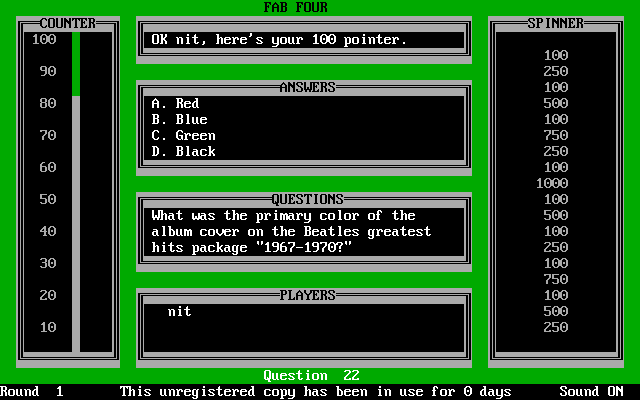 FAB FOUR
COUNTER
100
90
80
70
60
50
40
30
20
10
OK nit, here's your 100 pointer.
ANSWERS
A. Red
B. Blue
C. Green
D. Black
QUESTIONS
What was the primary color of the
album cover on the Beatles greatest
hits package "1967-1970?"
PLAYERS
nit
SPINNER
100
250
100
500
100
750
250
100
1000
100
500
100
250
100
750
100
500
250
Question 22
Round 1 This unregistered copy has been in use for 0 days Sound ON